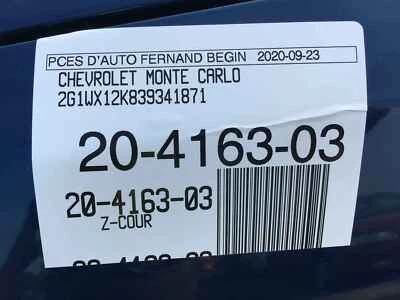 PCES D'AUTO FERNAND BEGIN 2020-09-23
CHEVROLET MONTE CARLO
2G1WX12K839341871
20-4163-03
20-4163-03
Z-COUR